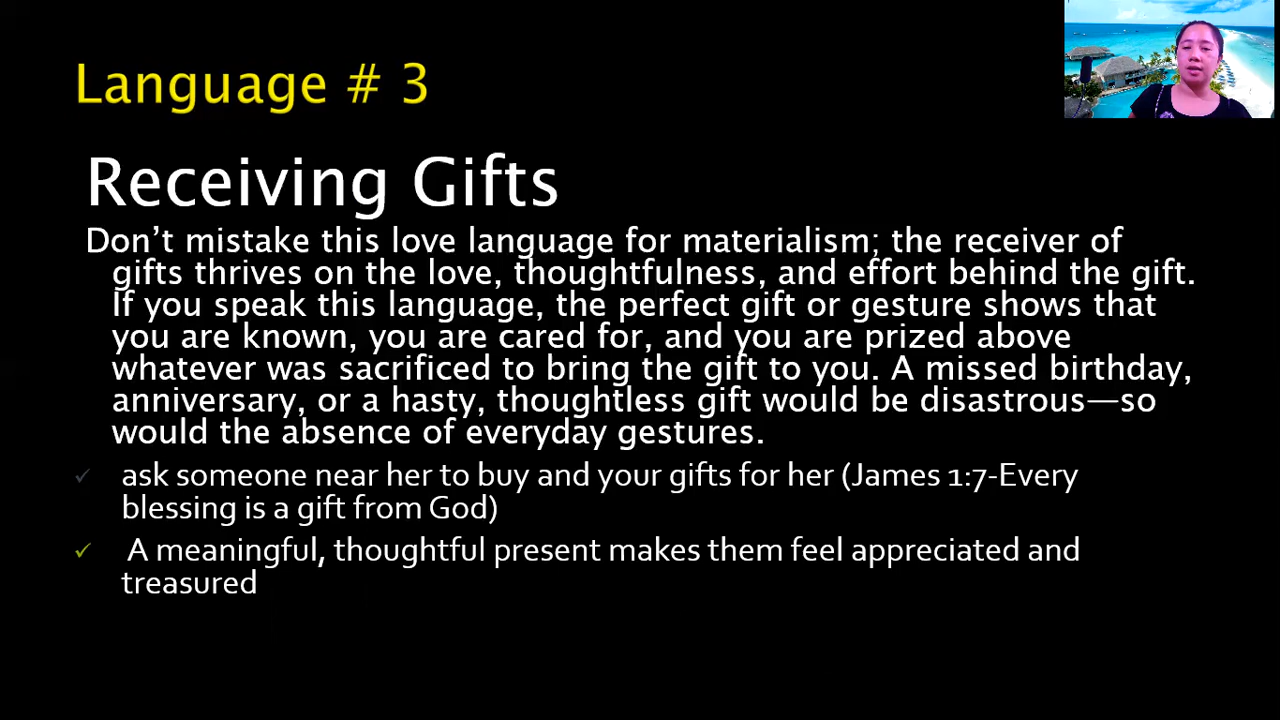 Language # 3
Receiving Gifts
Don’t mistake this love language for materialism; the receiver of
gifts thrives on the love, thoughtfulness, and effort behind the gift.
If you speak this language, the perfect gift or gesture shows that
you are known, you are cared for, and you are prized above
whatever was sacrificed to bring the gift to you. A missed birthday,
anniversary, or a hasty, thoughtless gift would be disastrous—so
would the absence of everyday gestures.
✓ ask someone near her to buy and your gifts for her (James 1:7-Every
blessing is a gift from God)
✓ A meaningful, thoughtful present makes them feel appreciated and
treasured